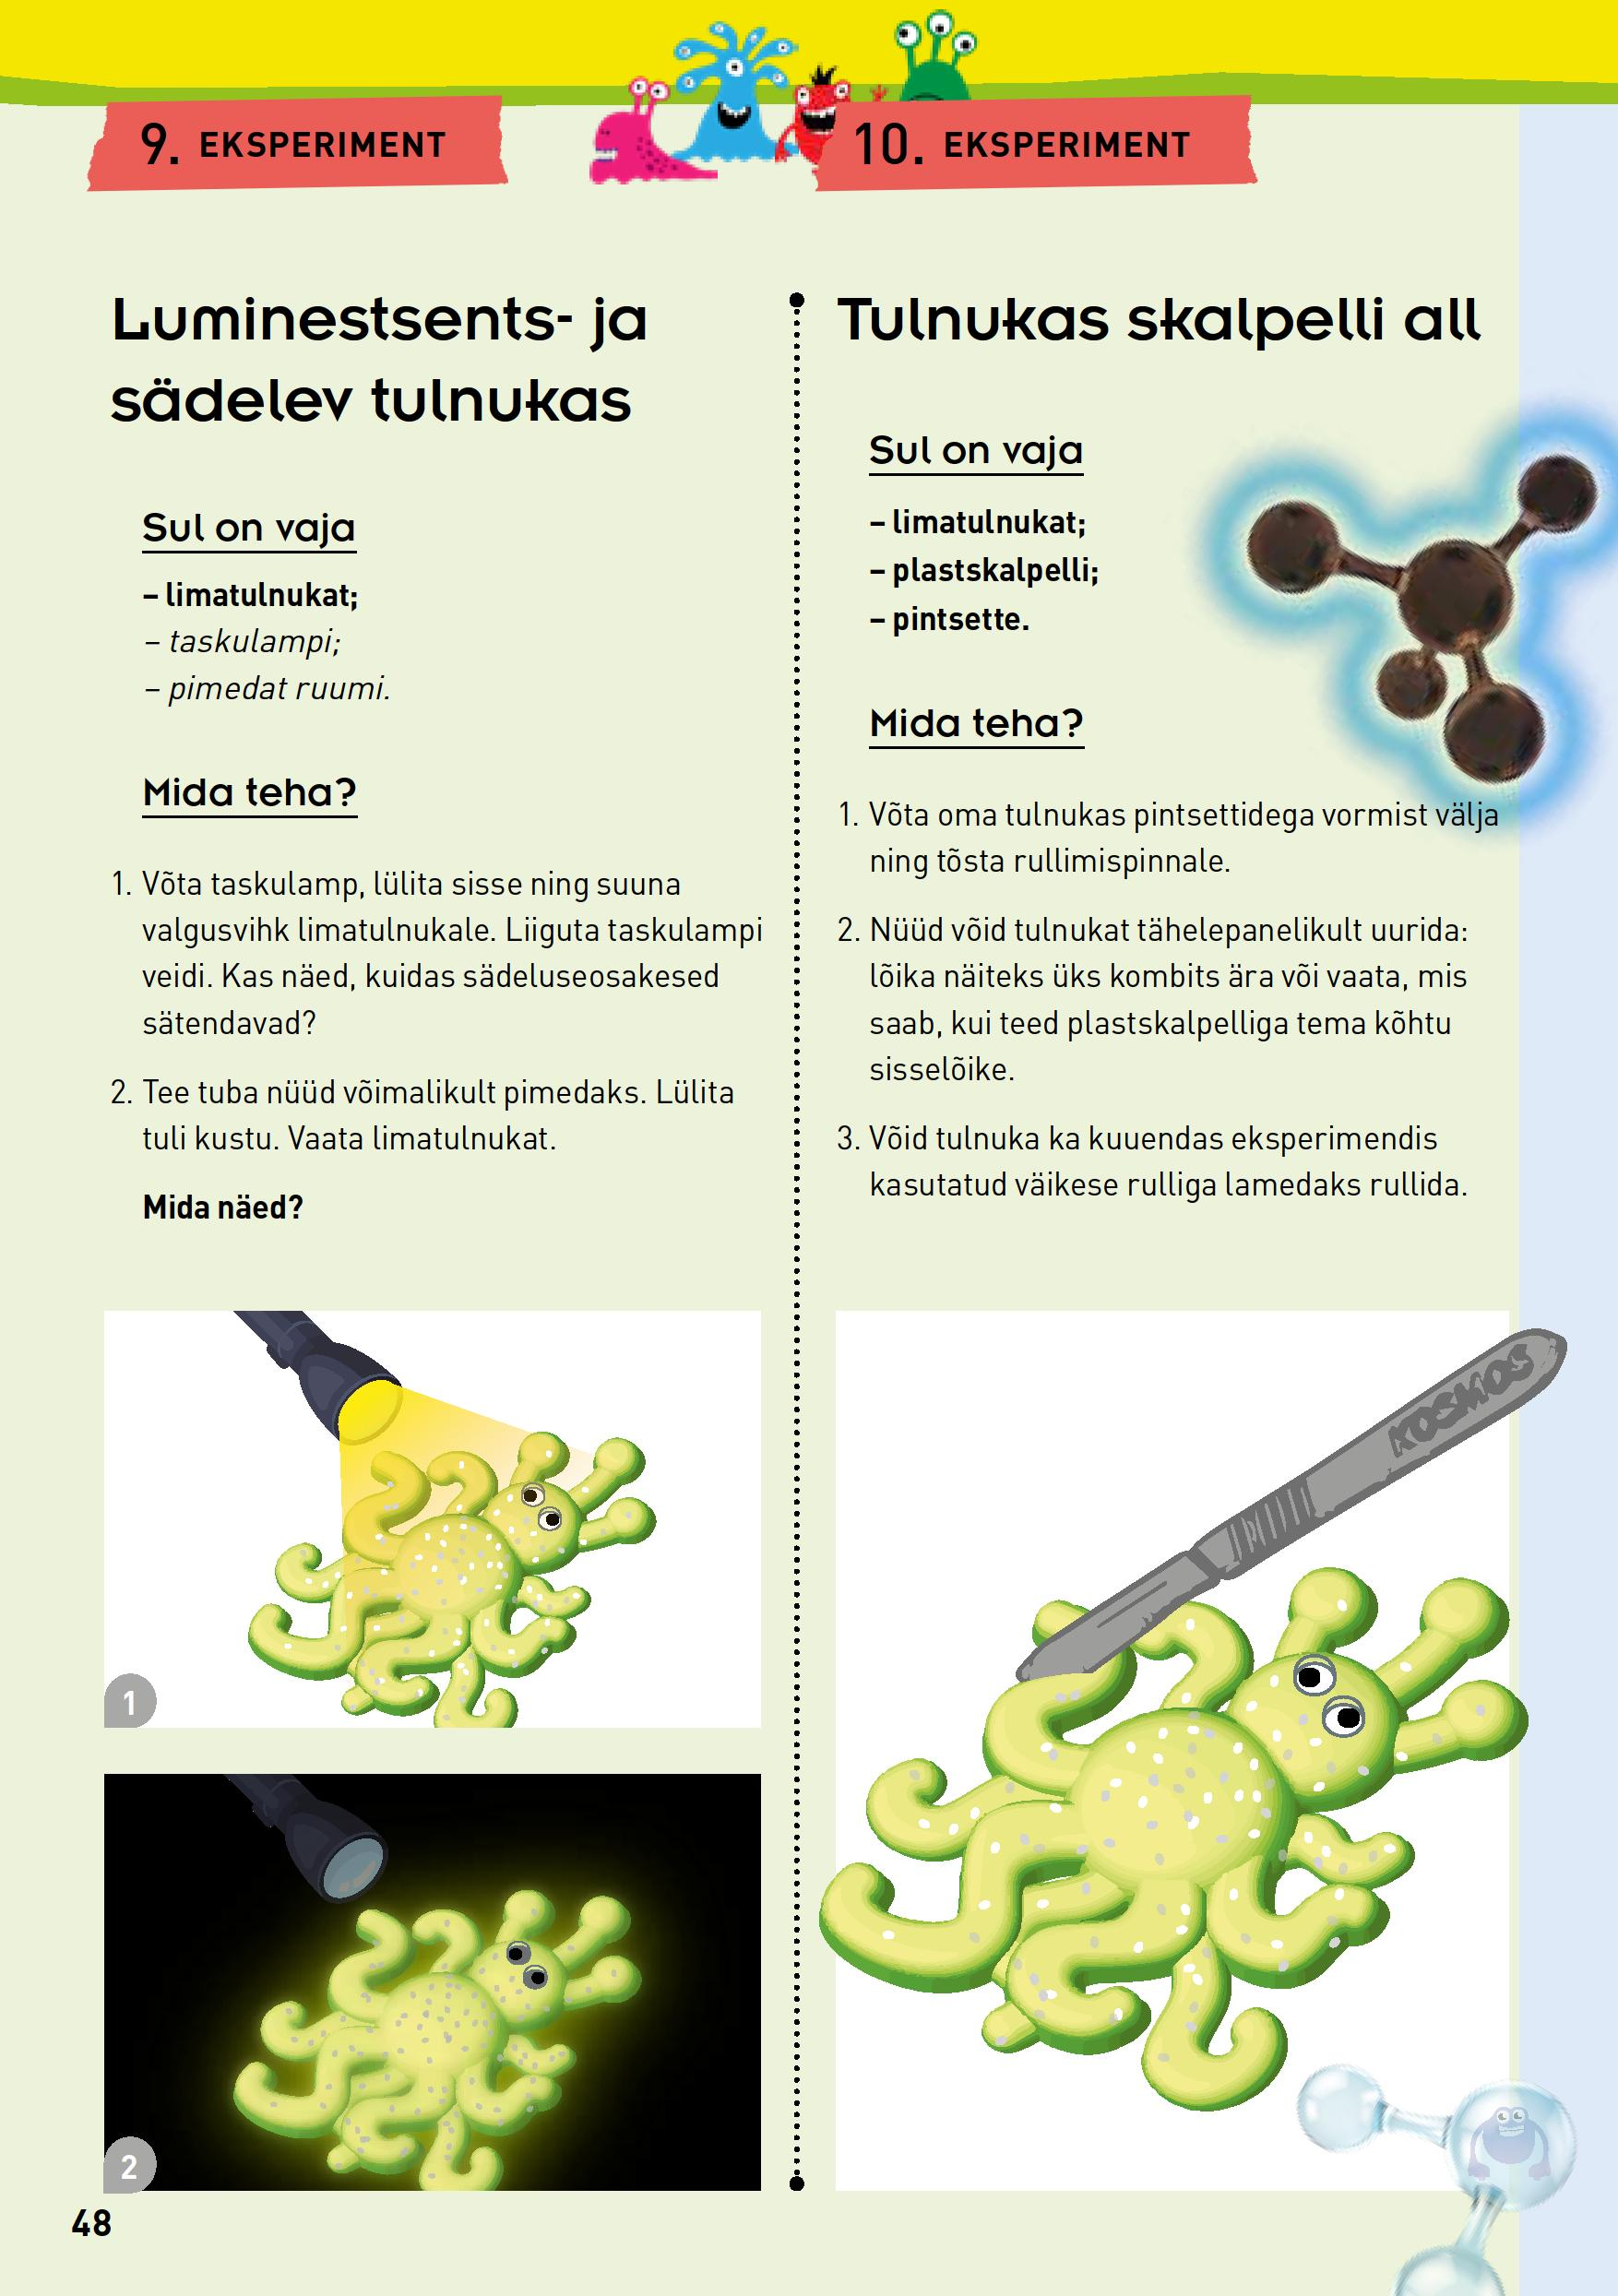 9. EKSPERIMENT
Luminestsents- ja
sädelev tulnukas
Sul on vaja
– limatulnukat;
– taskulampi;
– pimedat ruumi.
Mida teha?
1. Võta taskulamp, lülita sisse ning suuna
valgusvihk limatulnukale. Liiguta taskulampi
veidi. Kas näed, kuidas sädeluseosakesed
sätendavad?
2. Tee tuba nüüd võimalikult pimedaks. Lülita
tuli kustu. Vaata limatulnukat.
Mida näed?
1
2
48
10. EKSPERIMENT
Tulnukas skalpelli all
Sul on vaja
– limatulnukat;
– plastskalpelli;
– pintsette.
Mida teha?
1. Võta oma tulnukas pintsettidega vormist välja
ning tõsta rullimispinnale.
2. Nüüd võid tulnukat tähelepanelikult uurida:
lõika näiteks üks kombits ära või vaata, mis
saab, kui teed plastskalpelliga tema kõhtu
sisselõike.
3. Võid tulnuka ka kuuendas eksperimendis
kasutatud väikese rulliga lamedaks rullida.
KOSMOS